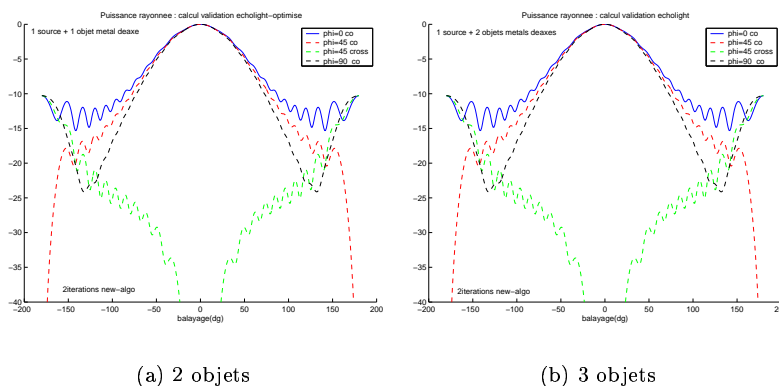 Puissance rayonnee : calcul validation echolight−optimise
1 source + 1 objet metal deaxe
phi=0 co
phi=45 co
phi=45 cross
phi=90 co
0
−5
−10
−15
−20
−25
−30
−35
−40
2iterations new−algo
−200 −150 −100 −50 0 50 100 150 200
balayage(dg)
(a) 2 objets
Puissance rayonnee : calcul validation echolight
1 source + 2 objets metals deaxes
phi=0 co
phi=45 co
phi=45 cross
phi=90 co
0
−5
−10
−15
−20
−25
−30
−35
−40
2iterations new−algo
−200 −150 −100 −50 0 50 100 150
balayage(dg)
(b) 3 objets